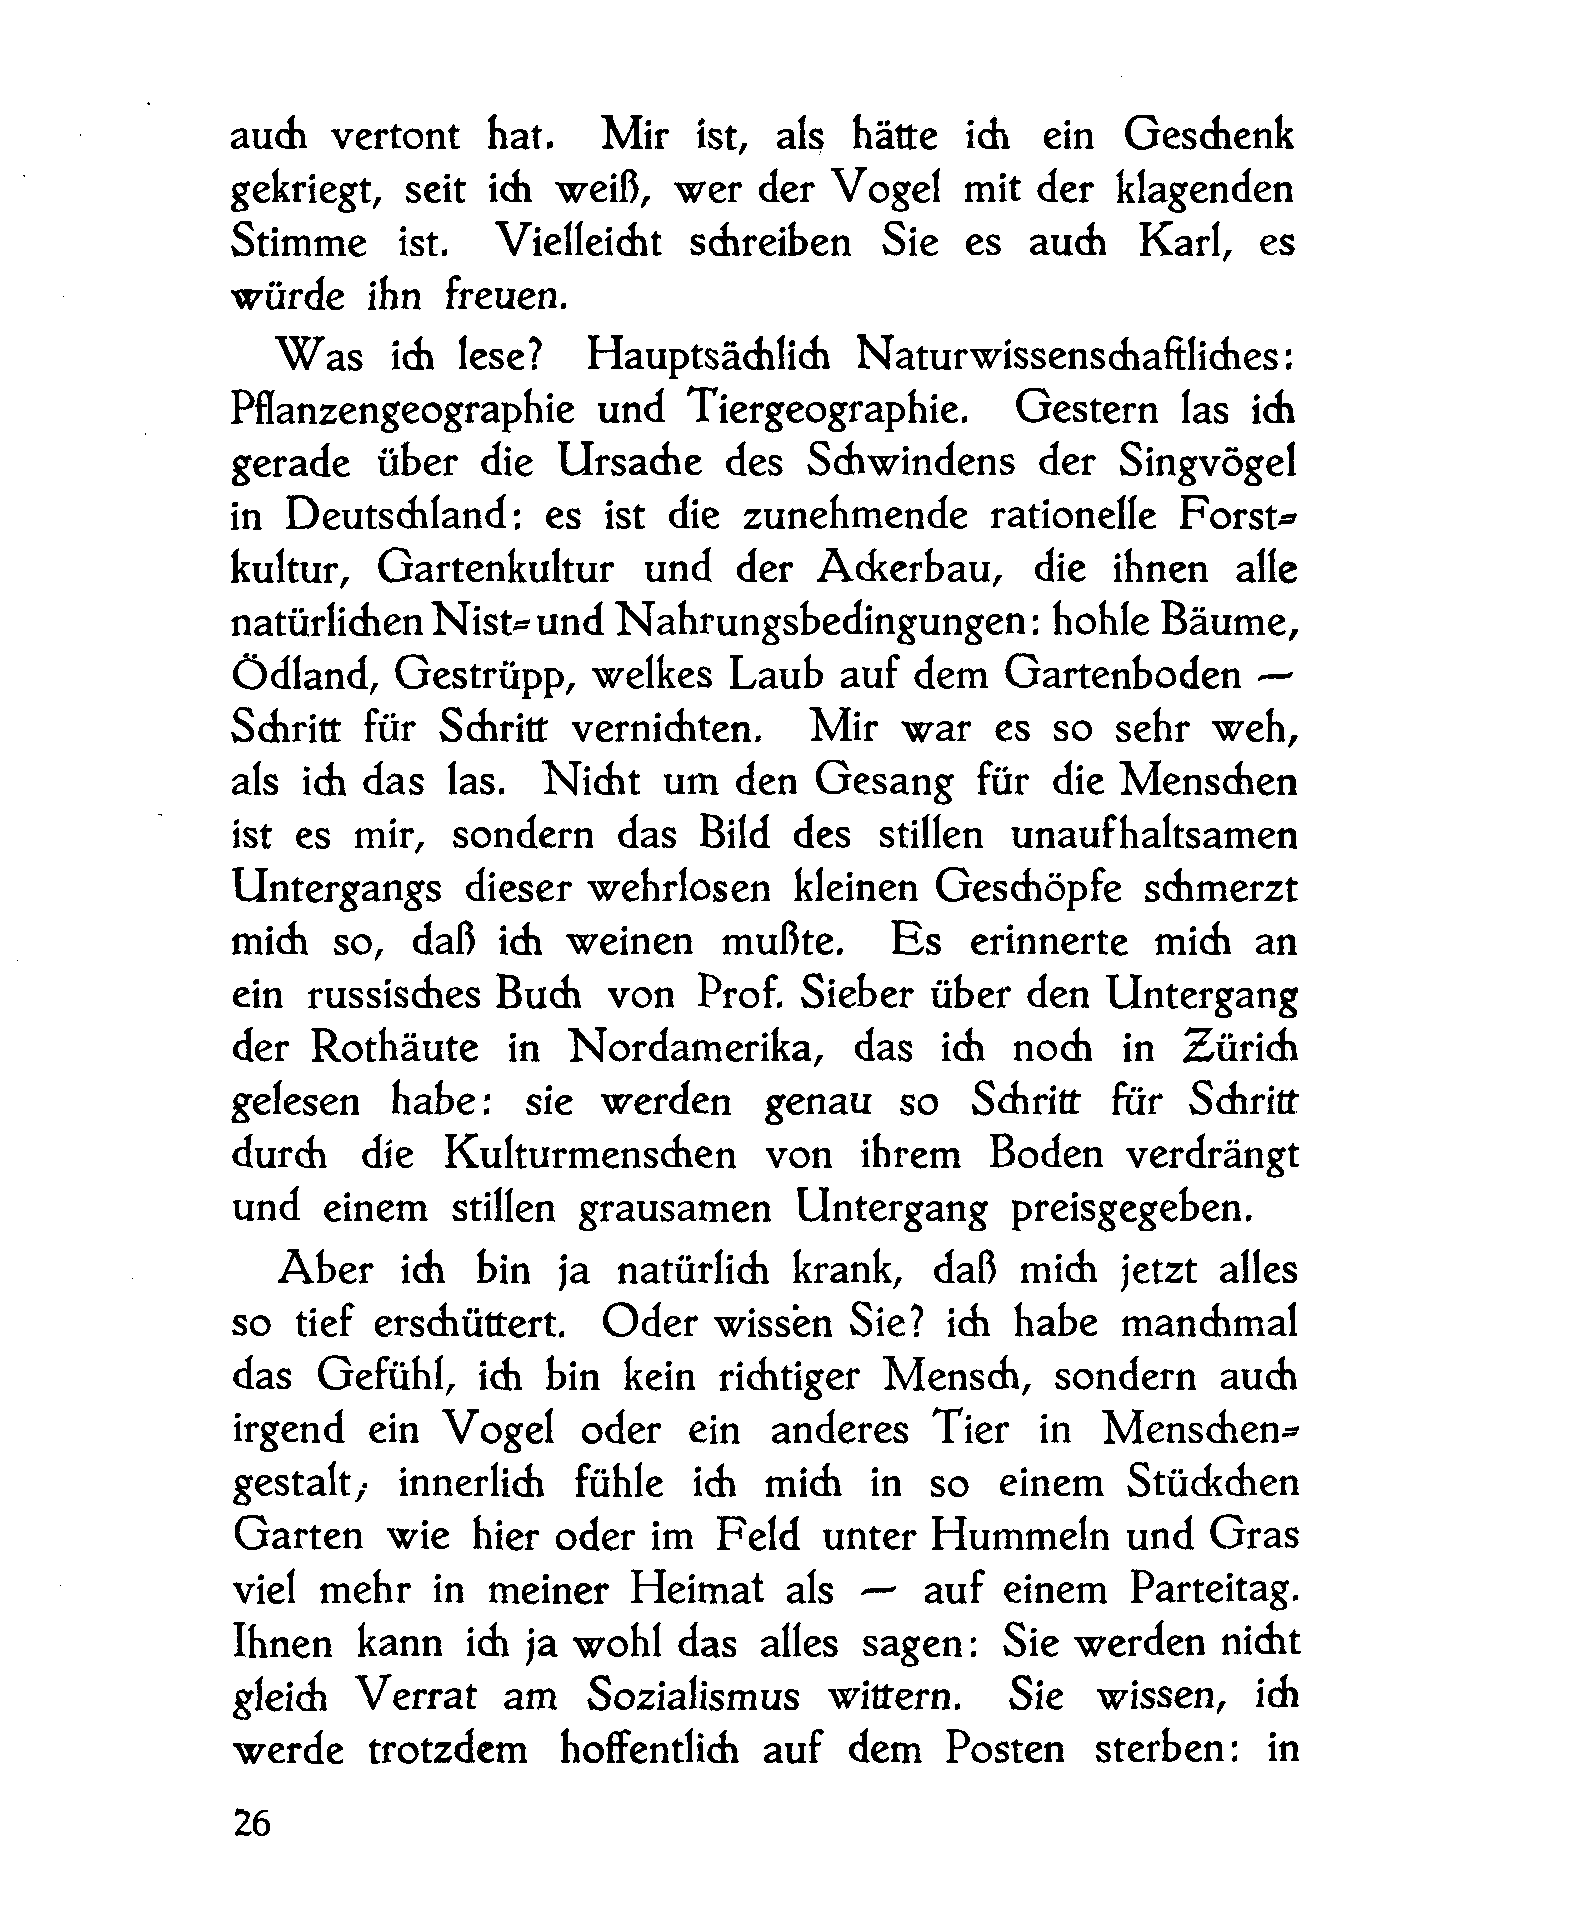 auch vertont hat. Mir ist, als hätte ich ein Geschenk
gekriegt, seit ich weiß, wer der Vogel mit der klagenden
Stimme ist. Vielleicht schreiben Sie es auch Karl, es
würde ihn freuen.
Was ich lese? Hauptsächlich Naturwissenschaftliches:
Pflanzengeographie und Tiergeographie. Gestern las ich
gerade über die Ursache des Schwindens der Singvögel
in Deutschland: es ist die zunehmende rationelle Forst-
kultur, Gartenkultur und der Ackerbau, die ihnen alle
natürlichen Nist- und Nahrungsbedingungen: hohle Bäume,
Ödland, Gestrüpp, welkes Laub auf dem Gartenboden —
Schritt für Schritt vernichten. Mir war es so sehr weh,
als ich das las. Nicht um den Gesang für die Menschen
ist es mir, sondern das Bild des stillen unaufhaltsamen
Untergangs dieser wehrlosen kleinen Geschöpfe schmerzt
mich so, daß ich weinen mußte. Es erinnerte mich an
ein russisches Buch von Prof. Sieber über den Untergang
der Rothäute in Nordamerika, das ich noch in Zürich
gelesen habe: sie werden genau so Schritt für Schritt
durch die Kulturmenschen von ihrem Boden verdrängt
und einem stillen grausamen Untergang preisgegeben.
Aber ich bin ja natürlich krank, daß mich jetzt alles
so tief erschüttert. Oder wissen Sie? ich habe manchmal
das Gefühl, ich bin kein richtiger Mensch, sondern auch
irgend ein Vogel oder ein anderes Tier in Menschen-
gestalt; innerlich fühle ich mich in so einem Stückchen
Garten wie hier oder im Feld unter Hummeln und Gras
viel mehr in meiner Heimat als — auf einem Parteitag.
Ihnen kann ich ja wohl das alles sagen: Sie werden nicht
gleich Verrat am Sozialismus wittern. Sie wissen, ich
werde trotzdem hoffentlich auf dem Posten sterben: in
26